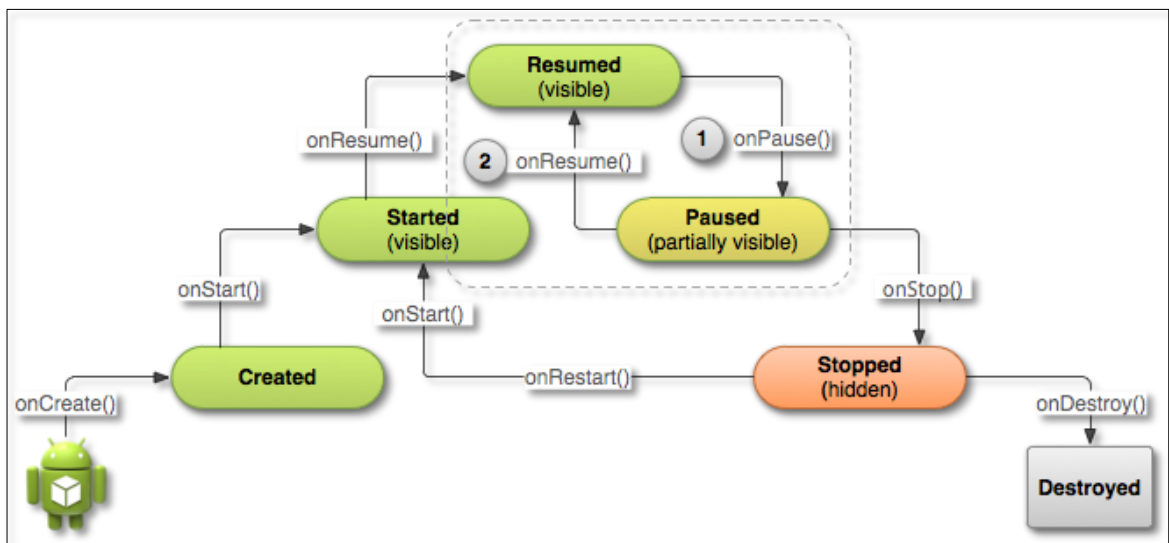 Resumed
(visible)
onResume()
2
onResume()
1
onPause()
Started
(visible)
Paused
(partially visible)
onStart()
onStart()
onStop()
Created
onRestart()
Stopped
(hidden)
onCreate()
onDestroy()
Destroyed